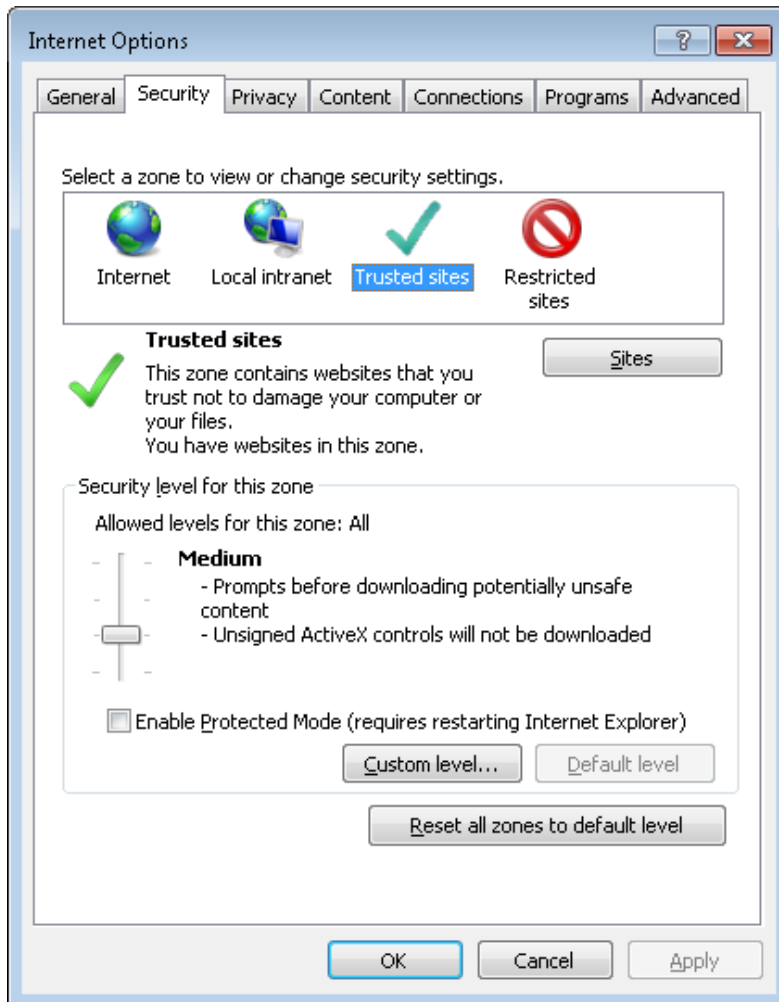 Internet Options
General Security Privacy Content Connections Programs Advanced
Select a zone to view or change security settings.
Internet Local intranet Trusted sites Restricted
sites
Trusted sites
Sites
This zone contains websites that you
trust not to damage your computer or
your files.
You have websites in this zone.
Security level for this zone
Allowed levels for this zone: All
Medium
- Prompts before downloading potentially unsafe
content
- Unsigned ActiveX controls will not be downloaded
Enable Protected Mode (requires restarting Internet Explorer)
Custom level... Default level
Reset all zones to default level
OK Cancel Apply